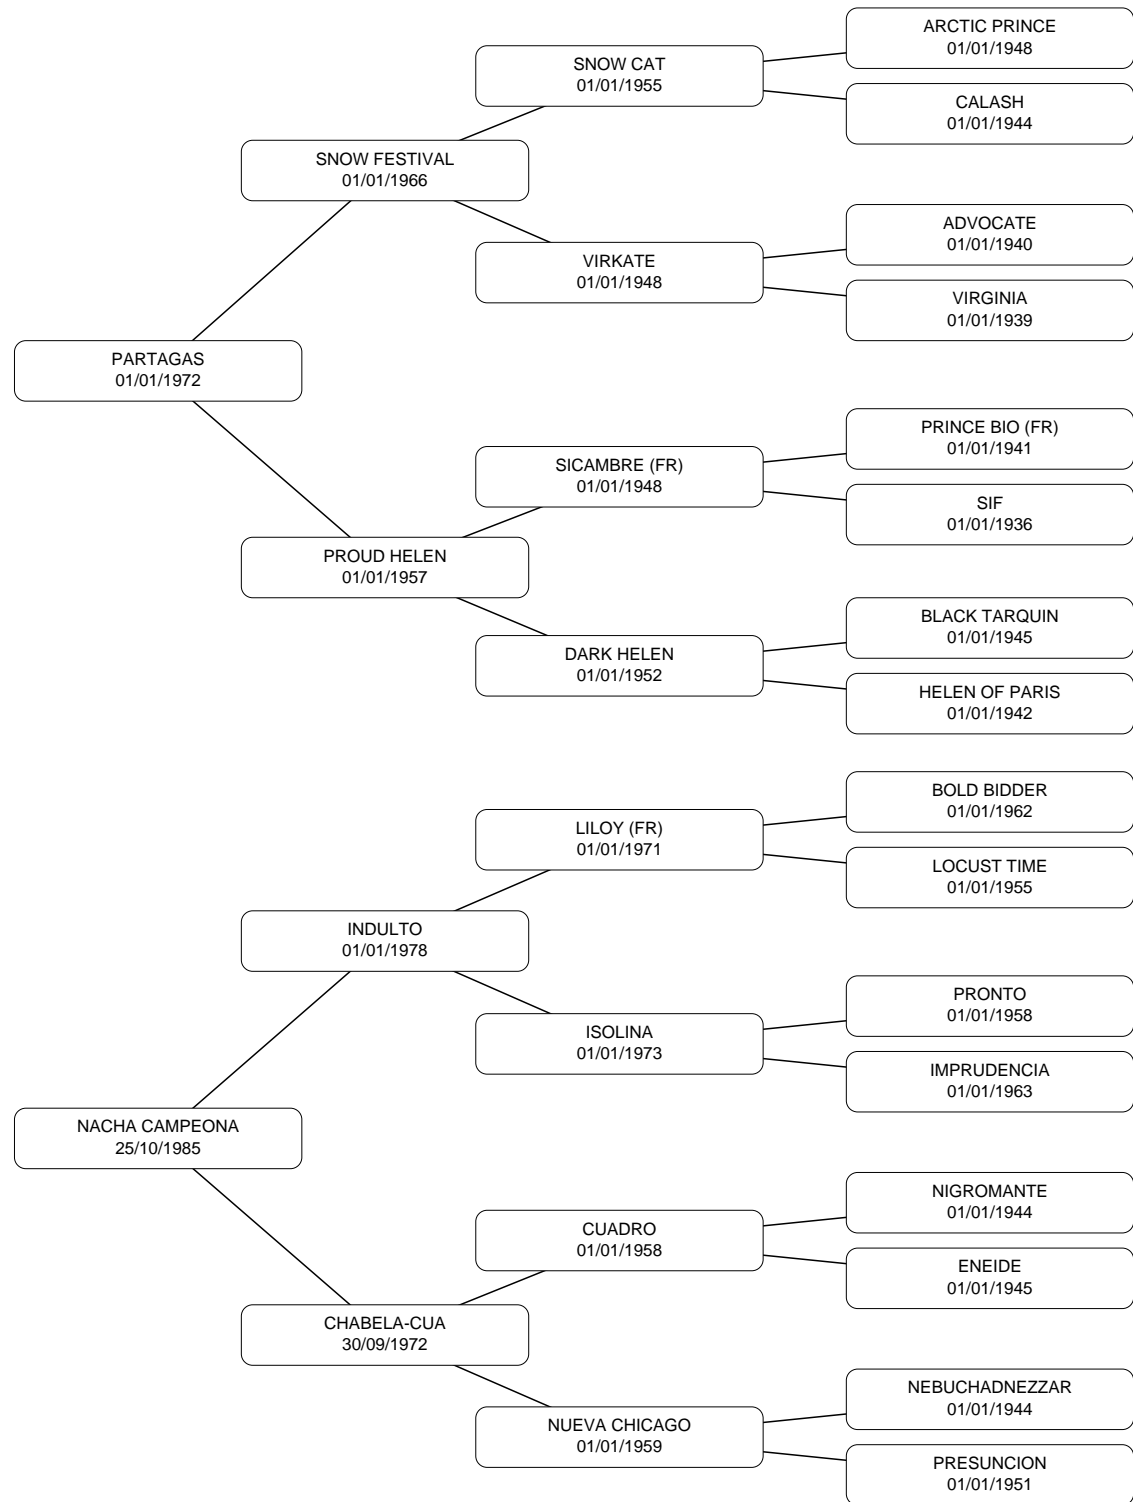 ARCTIC PRINCE
01/01/1948
SNOW CAT
01/01/1955
CALASH
01/01/1944
SNOW FESTIVAL
01/01/1966
ADVOCATE
01/01/1940
VIRKATE
01/01/1948
VIRGINIA
01/01/1939
PARTAGAS
01/01/1972
PRINCE BIO (FR)
01/01/1941
SICAMBRE (FR)
01/01/1948
SIF
01/01/1936
PROUD HELEN
01/01/1957
BLACK TARQUIN
01/01/1945
DARK HELEN
01/01/1952
HELEN OF PARIS
01/01/1942
BOLD BIDDER
01/01/1962
LILOY (FR)
01/01/1971
LOCUST TIME
01/01/1955
INDULTO
01/01/1978
PRONTO
01/01/1958
ISOLINA
01/01/1973
IMPRUDENCIA
01/01/1963
NACHA CAMPEONA
25/10/1985
NIGROMANTE
01/01/1944
CUADRO
01/01/1958
ENEIDE
01/01/1945
CHABELA-CUA
30/09/1972
NEBUCHADNEZZAR
01/01/1944
NUEVA CHICAGO
01/01/1959
PRESUNCION
01/01/1951